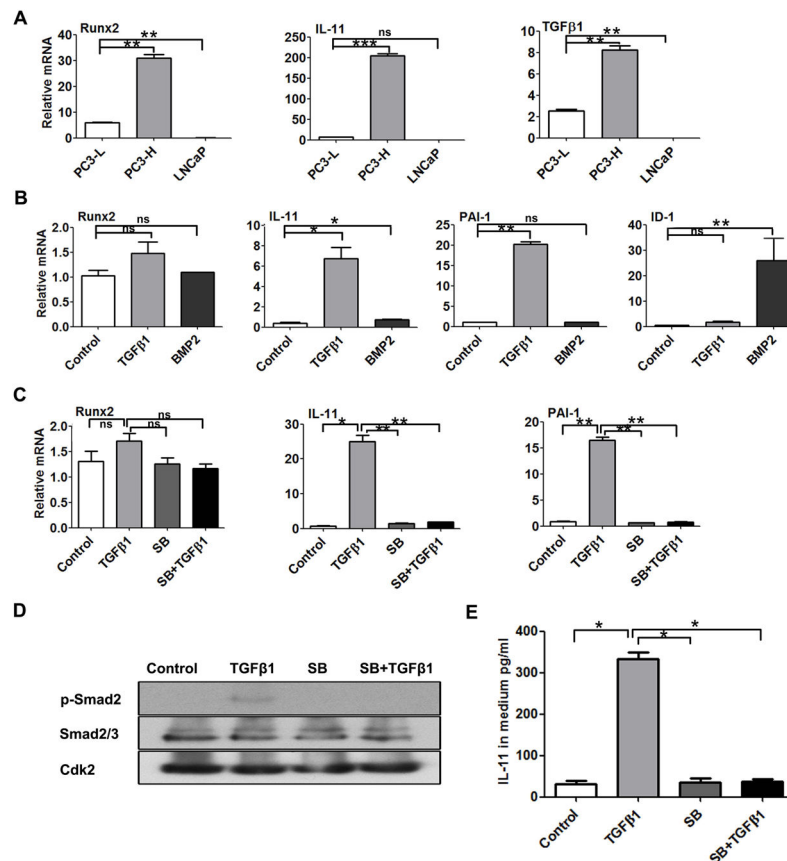 A
Runx2
**
**
Relative mRNA
40
30
20
10
0
PC3-L
PC3-H
LNCaP
IL-11
ns
***
250
200
150
100
50
0
PC3-L
PC3-H
LNCaP
TGFβ1
**
**
10
8
6
4
2
0
PC3-L
PC3-H
LNCaP
B
Runx2
ns
ns
Relative mRNA
2.0
1.5
1.0
0.5
0.0
Control
TGFβ1
BMP2
IL-11
*
*
10
8
6
4
2
0
Control
TGFβ1
BMP2
PAI-1
ns
**
25
20
15
10
5
0
Control
TGFβ1
BMP2
ID-1
**
ns
40
30
20
10
0
Control
TGFβ1
BMP2
C
Runx2
ns
ns
ns
Relative mRNA
2.0
1.5
1.0
0.5
0.0
Control
TGFβ1
SB
SB+TGFβ1
IL-11
*
**
**
30
20
10
0
Control
TGFβ1
SB
SB+TGFβ1
PAI-1
**
**
**
20
15
10
5
0
Control
TGFβ1
SB
SB+TGFβ1
D
Control TGFβ1 SB SB+TGFβ1
p-Smad2
Smad2/3
Cdk2
E
*
*
*
IL-11 in medium pg/ml
400
300
200
100
0
Control
TGFβ1
SB
SB+TGFβ1